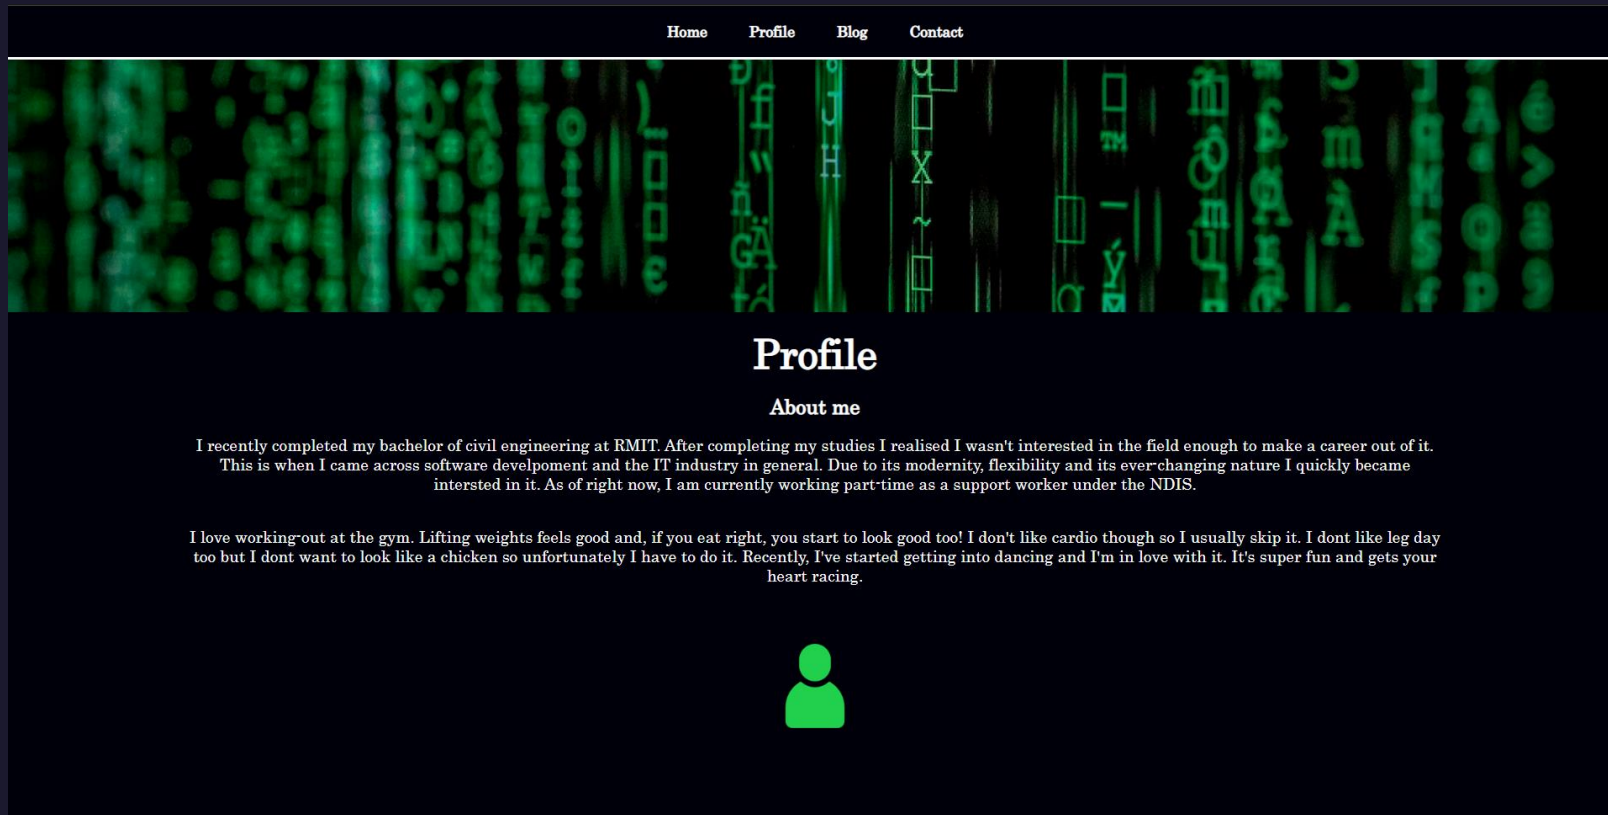 Home Profile Blog Contact
Profile
About me
I recently completed my bachelor of civil engineering at RMIT. After completing my studies I realised I wasn't interested in the field enough to make a career out of it.
This is when I came across software develpoment and the IT industry in general. Due to its modernity, flexibility and its ever-changing nature I quickly became
intersted in it. As of right now, I am currently working part-time as a support worker under the NDIS.
I love working-out at the gym. Lifting weights feels good and, if you eat right, you start to look good too! I don't like cardio though so I usually skip it. I dont like leg day
too but I dont want to look like a chicken so unfortunately I have to do it. Recently, I've started getting into dancing and I'm in love with it. It's super fun and gets your
heart racing.